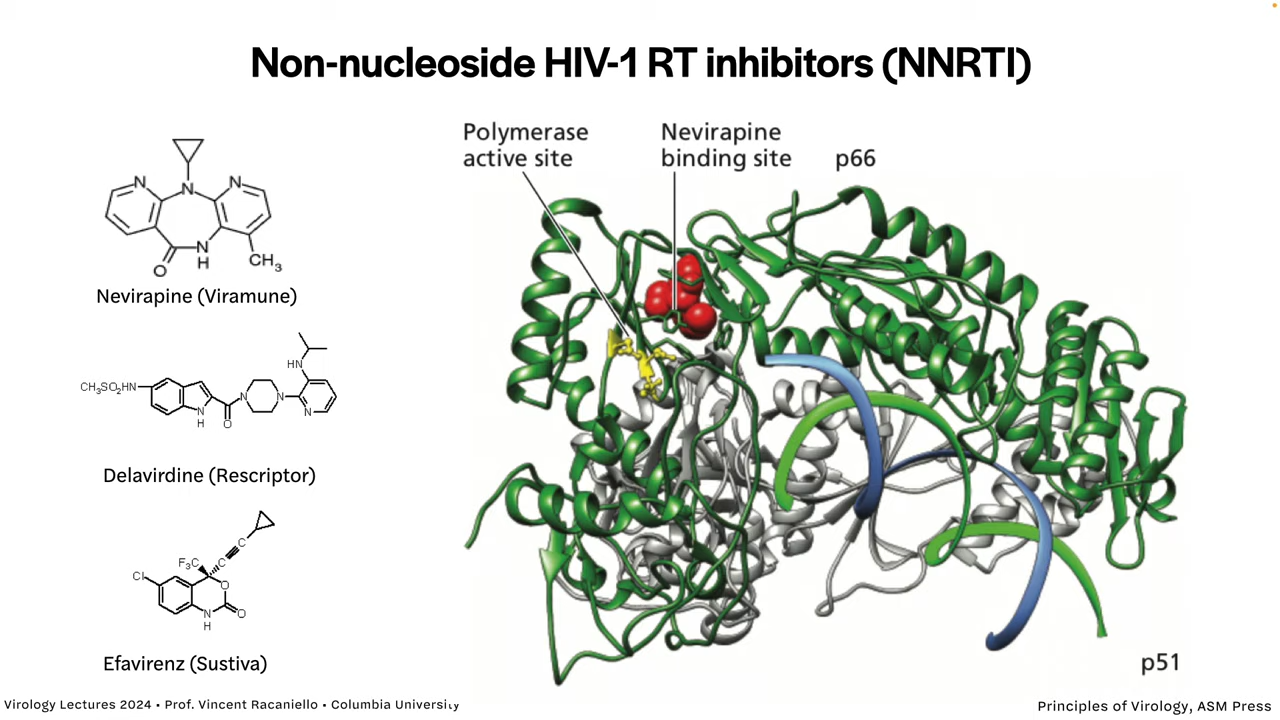 Non-nucleoside HIV-1 RT inhibitors (NNRTI)
Polymerase
active site
Nevirapine
binding site
p66
N
N
N
O
N
H
CH3
Nevirapine (Viramune)
HN
CH3SO2HN
N
H
O
N
N
N
Delavirdine (Rescriptor)
C
C
F3C
Cl
O
N
H
O
Efavirenz (Sustiva)
p51
Virology Lectures 2024 • Prof. Vincent Racaniello • Columbia University
Principles of Virology, ASM Press